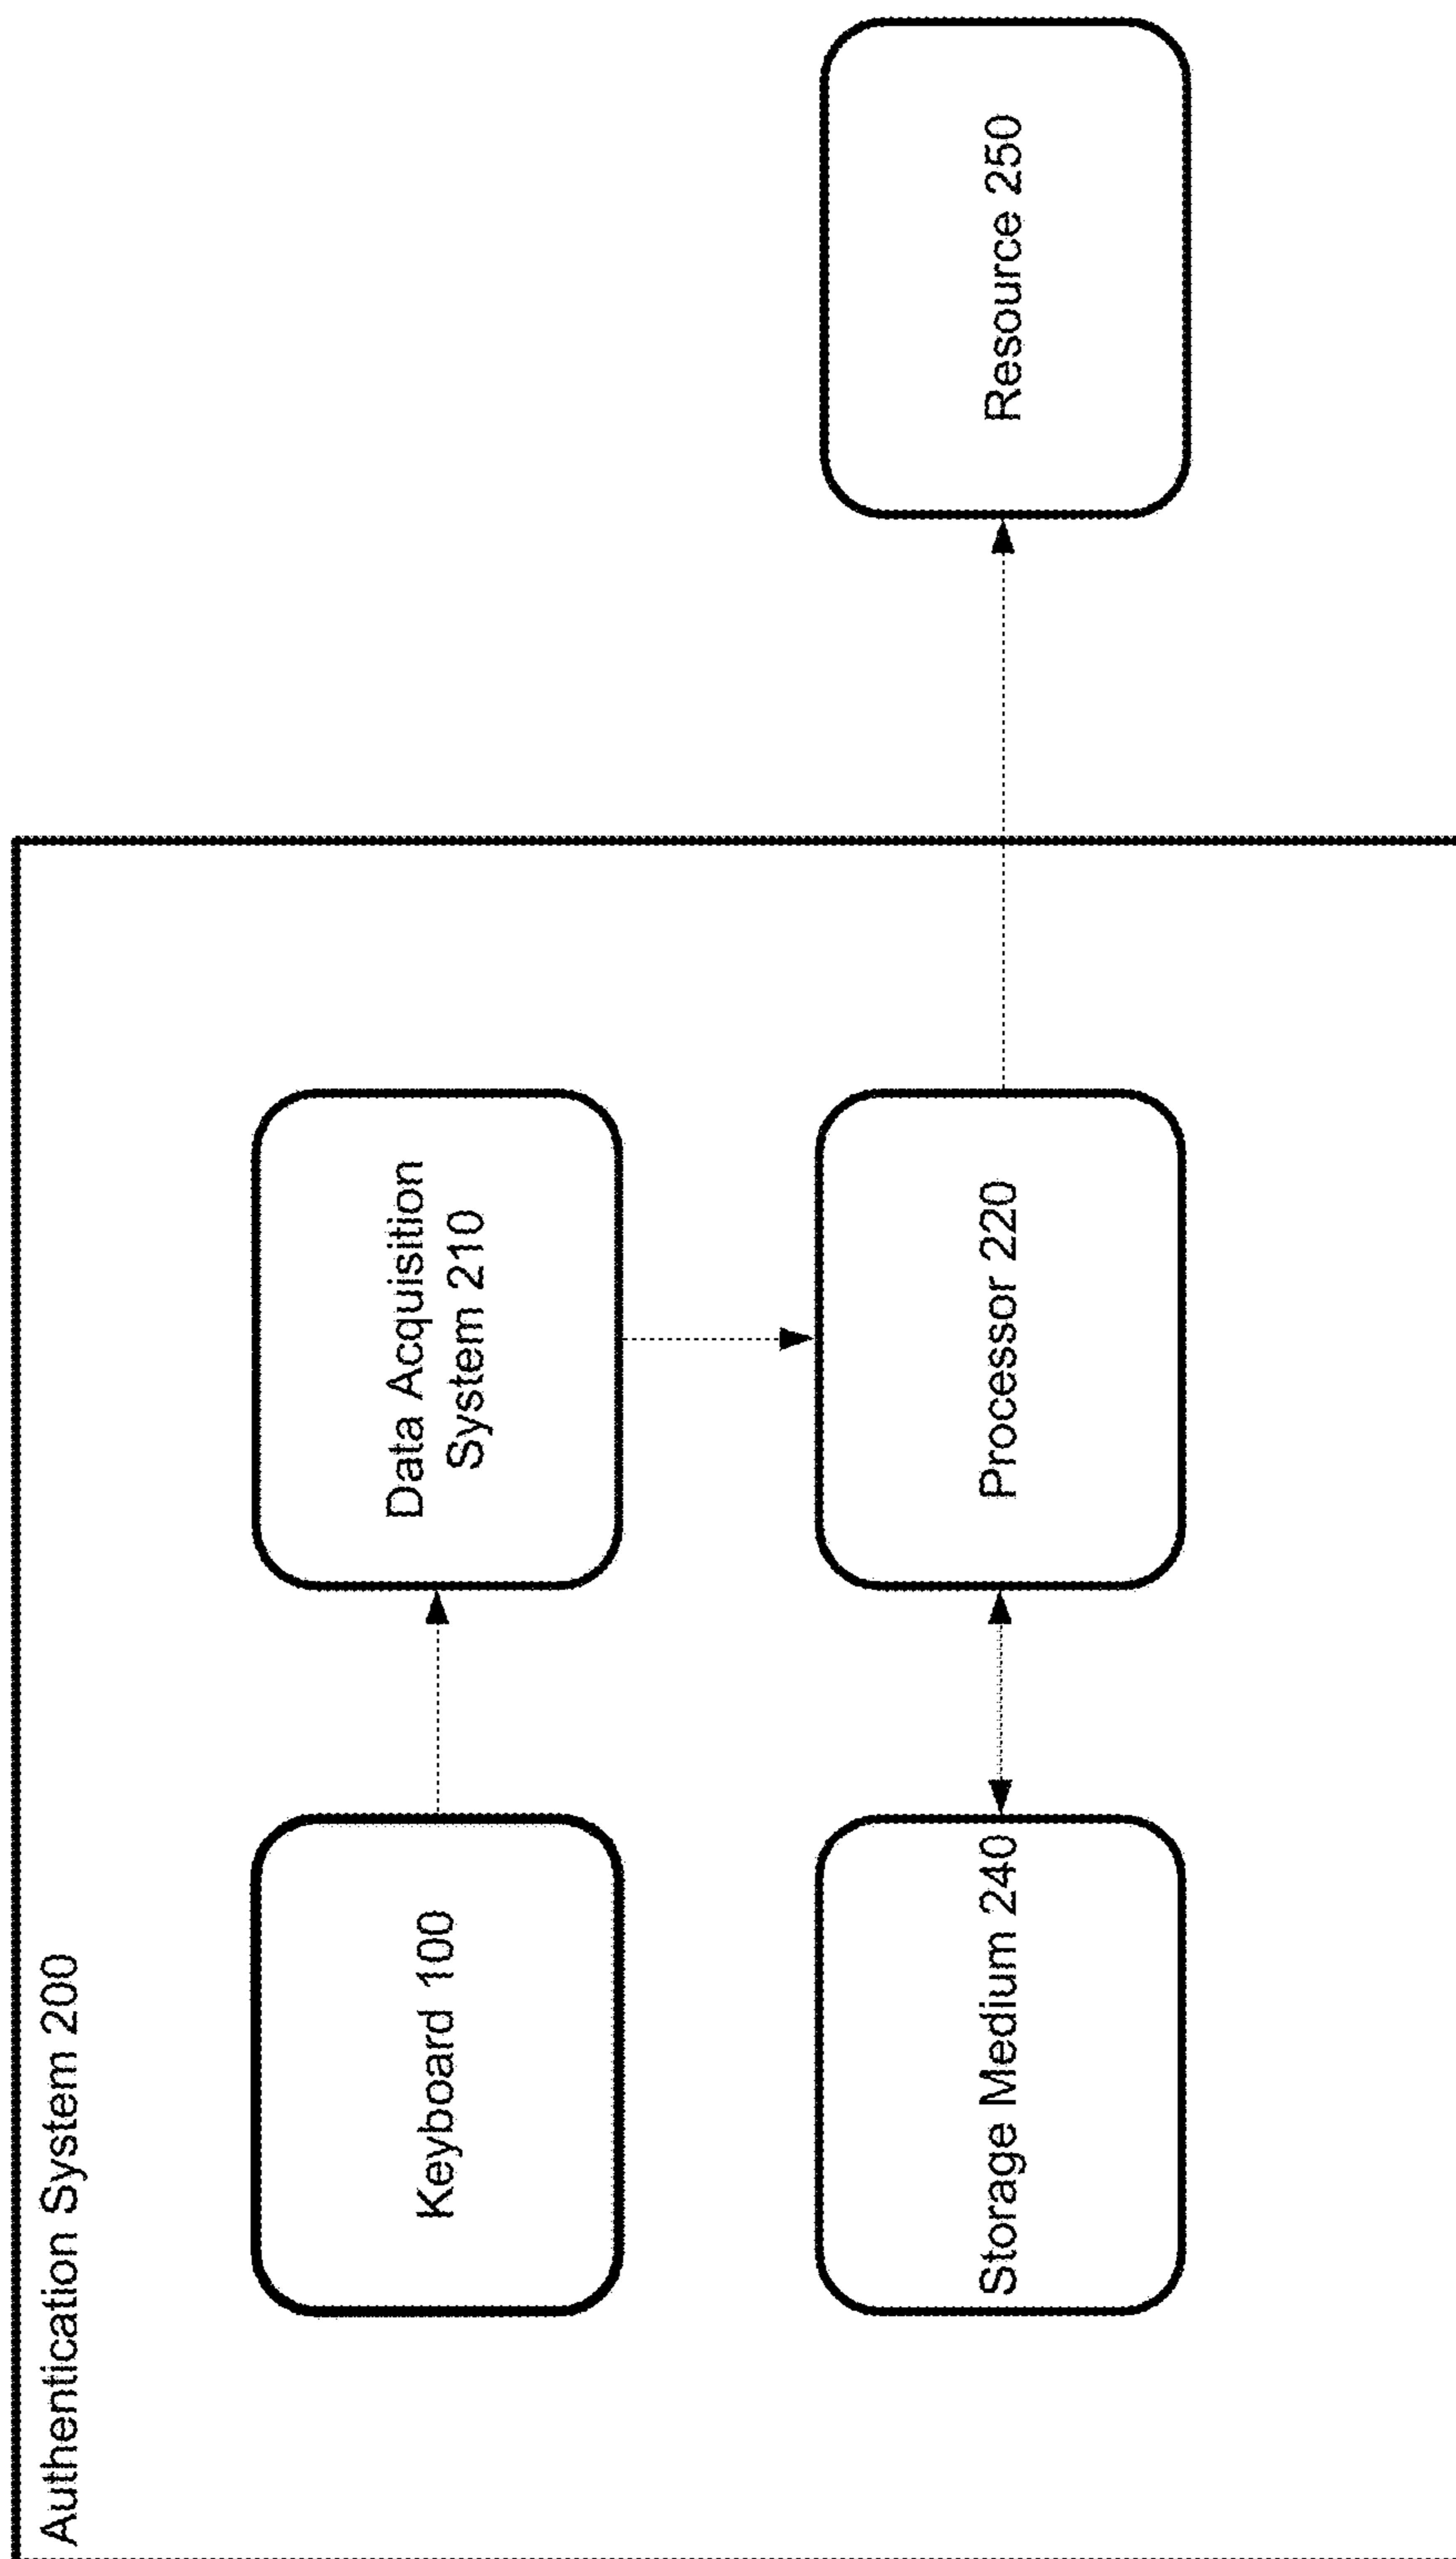 Authentication System 200
Keyboard 100
Data Acquisition
System 210
Storage Medium 240
Processor 220
Resource 250